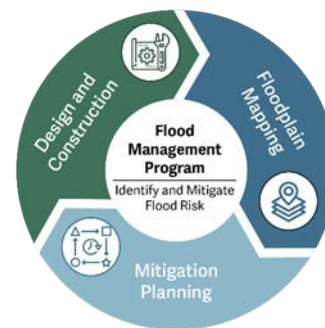 Design and
Construction
Floodplain
Mapping
Flood
Management
Program
Identify and Mitigate
Flood Risk
Mitigation
Planning